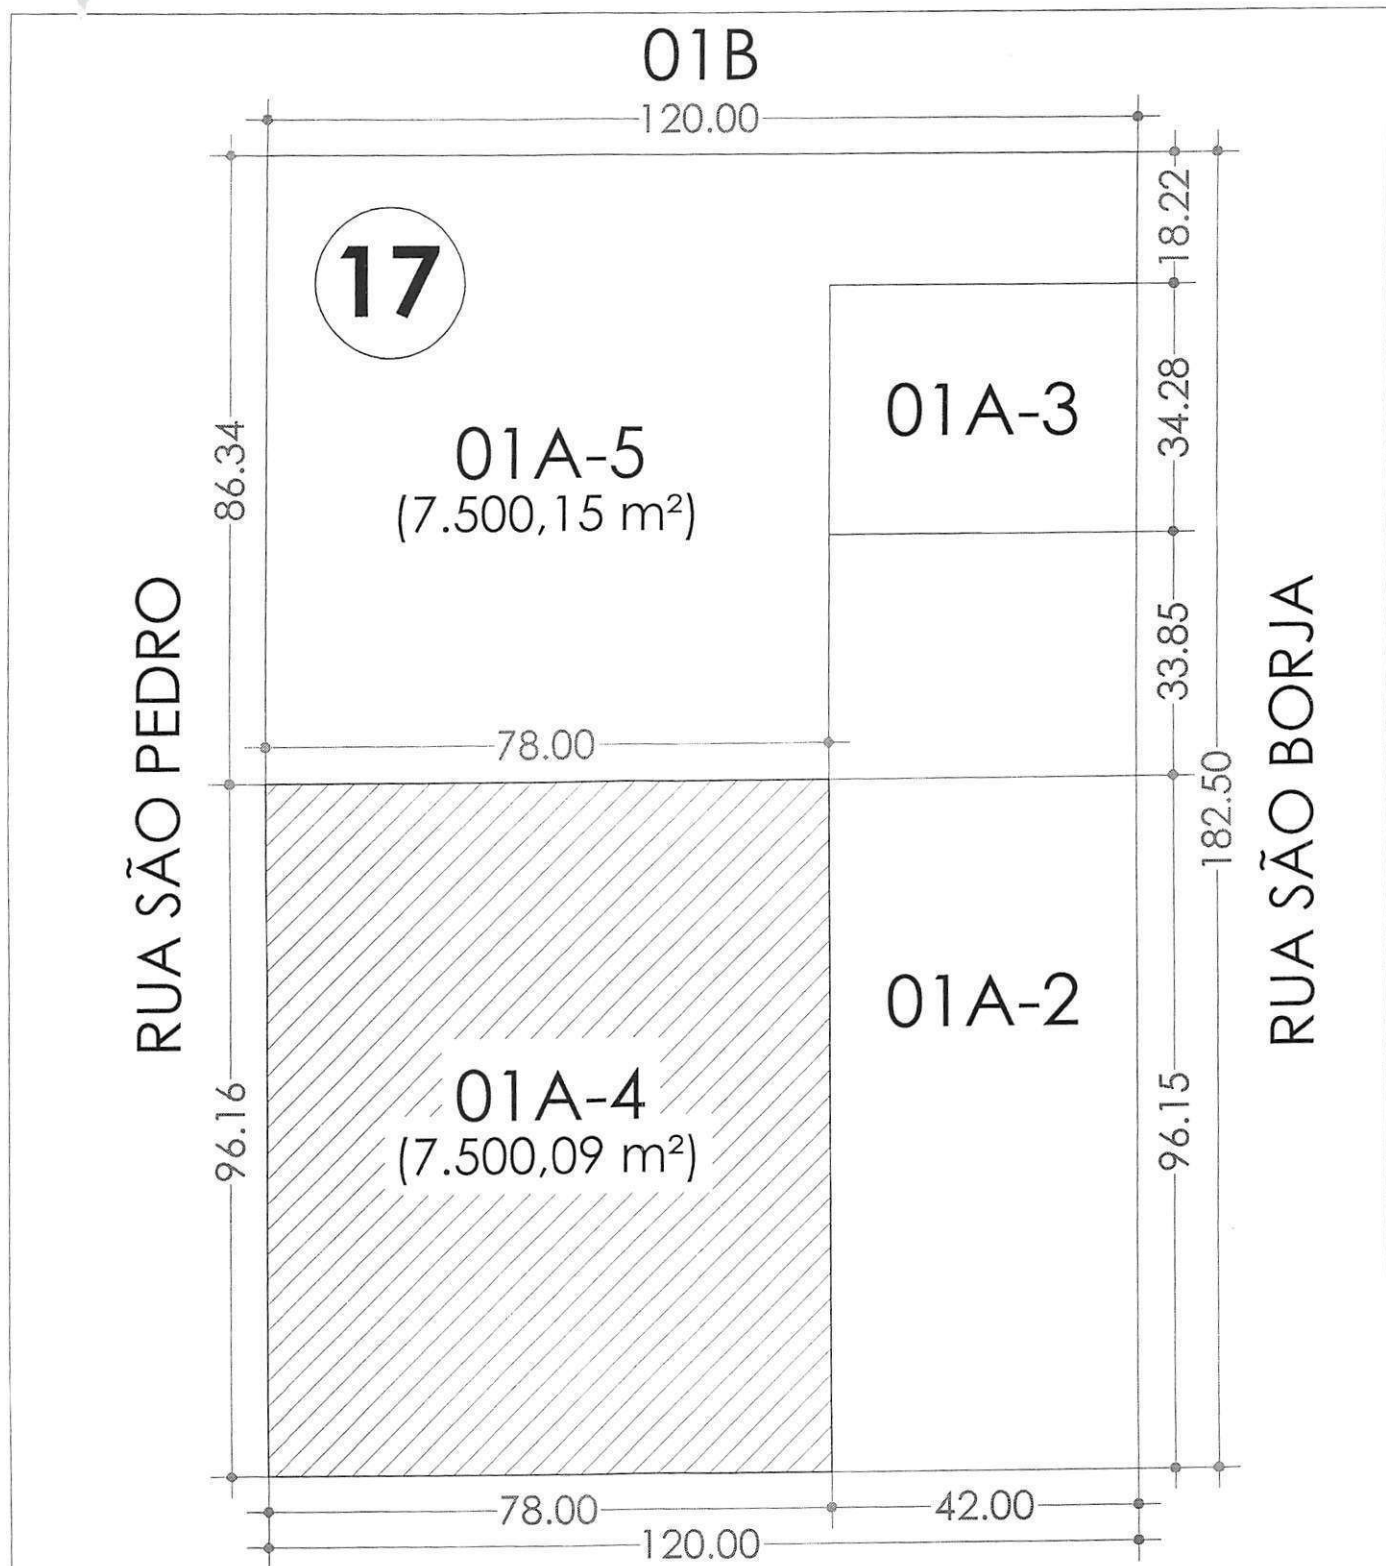 01B
120.00
17
18.22
01A-3
34.28
86.34
01A-5
(7.500,15 m²)
RUA SÃO PEDRO
33.85
RUA SÃO BORJA
78.00
182.50
01A-2
01A-4
(7.500,09 m²)
96.16
96.15
78.00
42.00
120.00